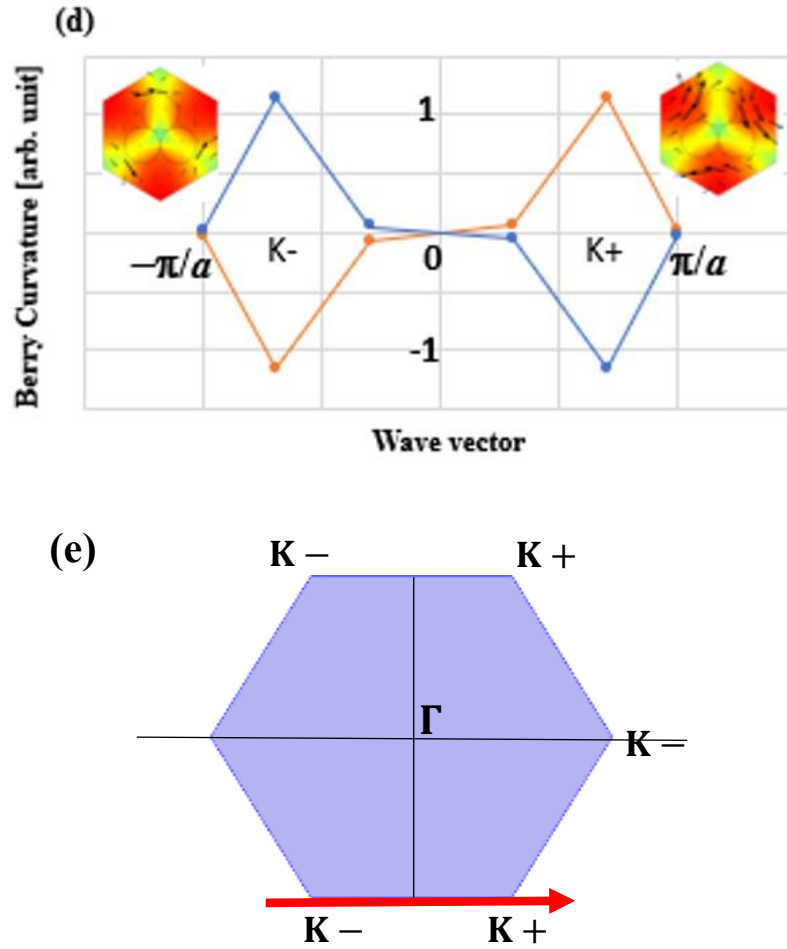 (d)
Berry Curvature [arb. unit]
1
K-
K+
0
−π/a
π/a
-1
Wave vector
(e)
K − K +
Γ
K −
K − K +